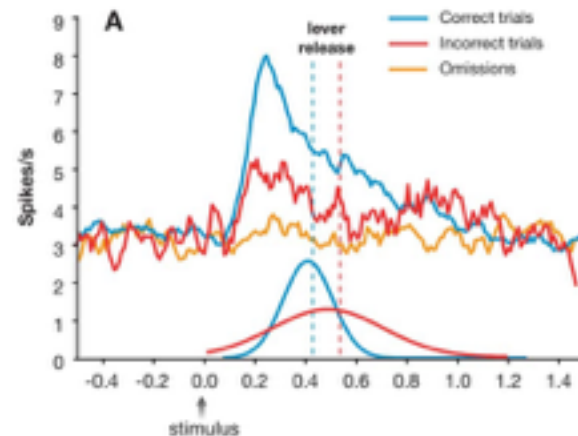 A
lever
release
Correct trials
Incorrect trials
Omissions
Spikes/s
9
8
7
6
5
4
3
2
1
0
-0.4 -0.2 0.0 0.2 0.4 0.6 0.8 1.0 1.2 1.4
stimulus